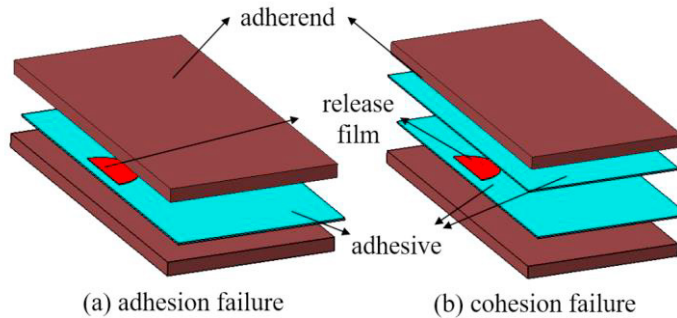 adherend
release
film
adhesive
(a) adhesion failure
(b) cohesion failure